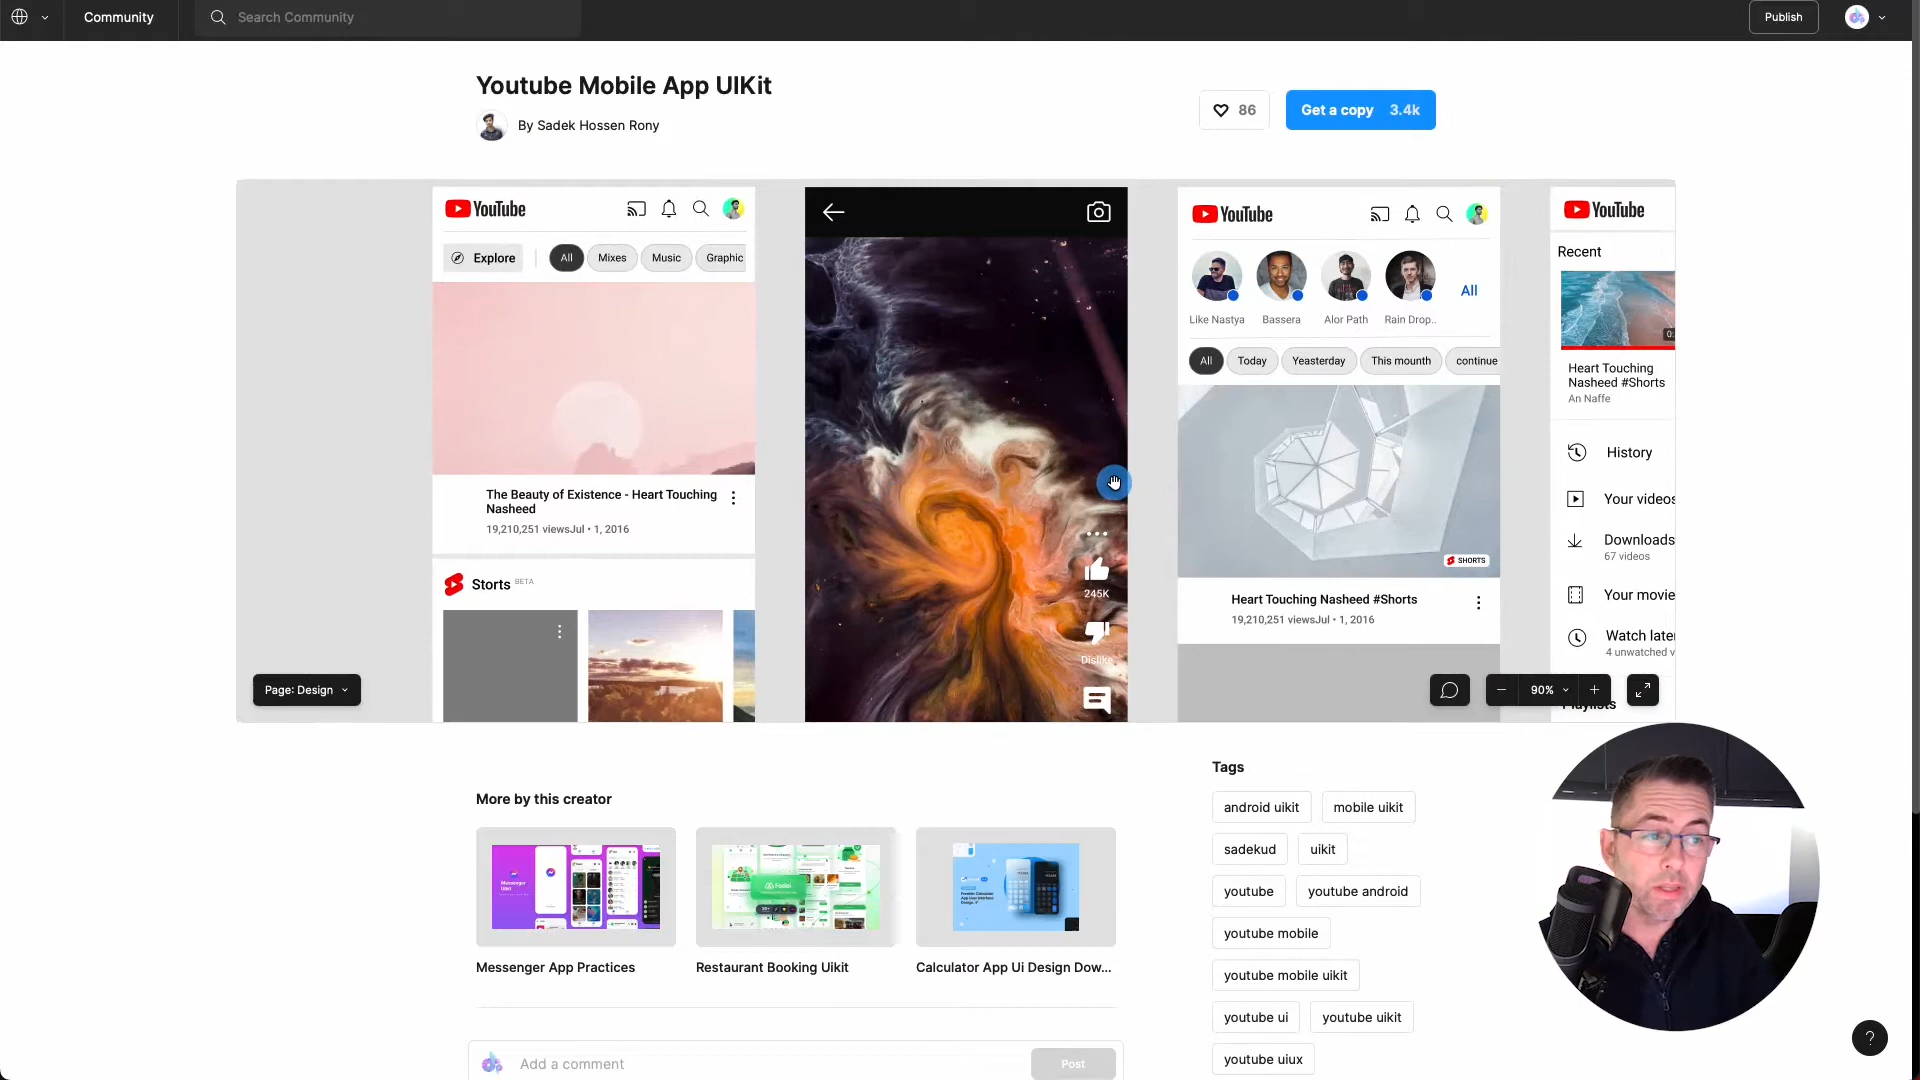 Community
Search Community
Publish
Youtube Mobile App UIKit
By Sadek Hossen Rony
86
Get a copy 3.4k
YouTube
Explore
All
Mixes
Music
Graphic
The Beauty of Existence - Heart Touching
Nasheed
19,210,251 viewsJul • 1, 2016
Storts BETA
245K
Dislike
YouTube
Like Nastya
Bassera
Alor Path
Rain Drop..
All
All
Today
Yeasterday
This mounth
continue
SHORTS
Heart Touching Nasheed #Shorts
19,210,251 viewsJul • 1, 2016
YouTube
Recent
0:
Heart Touching
Nasheed #Shorts
An Naffe
History
Your videos
Downloads
67 videos
Your movie
Watch later
4 unwatched v
Playlists
Page: Design
90%
More by this creator
Messenger App Practices
Restaurant Booking Uikit
Calculator App Ui Design Dow...
Tags
android uikit
mobile uikit
sadekud
uikit
youtube
youtube android
youtube mobile
youtube mobile uikit
youtube ui
youtube uikit
youtube uiux
Add a comment
Post
?